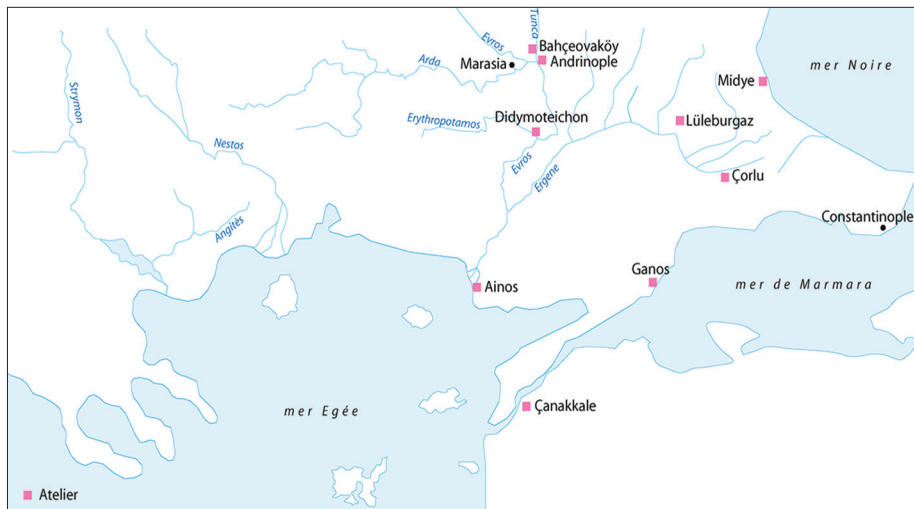 Tunca
Evros
Bahçeovaköy
Andrinople
Marasia
Arda
mer Noire
Midye
Strymon
Erythropotamos
Didymoteichon
Lüleburgaz
Nestos
Evros
Ergene
Çorlu
Angitès
Constantinople
Ganos
mer de Marmara
Ainos
mer Egée
Çanakkale
Atelier